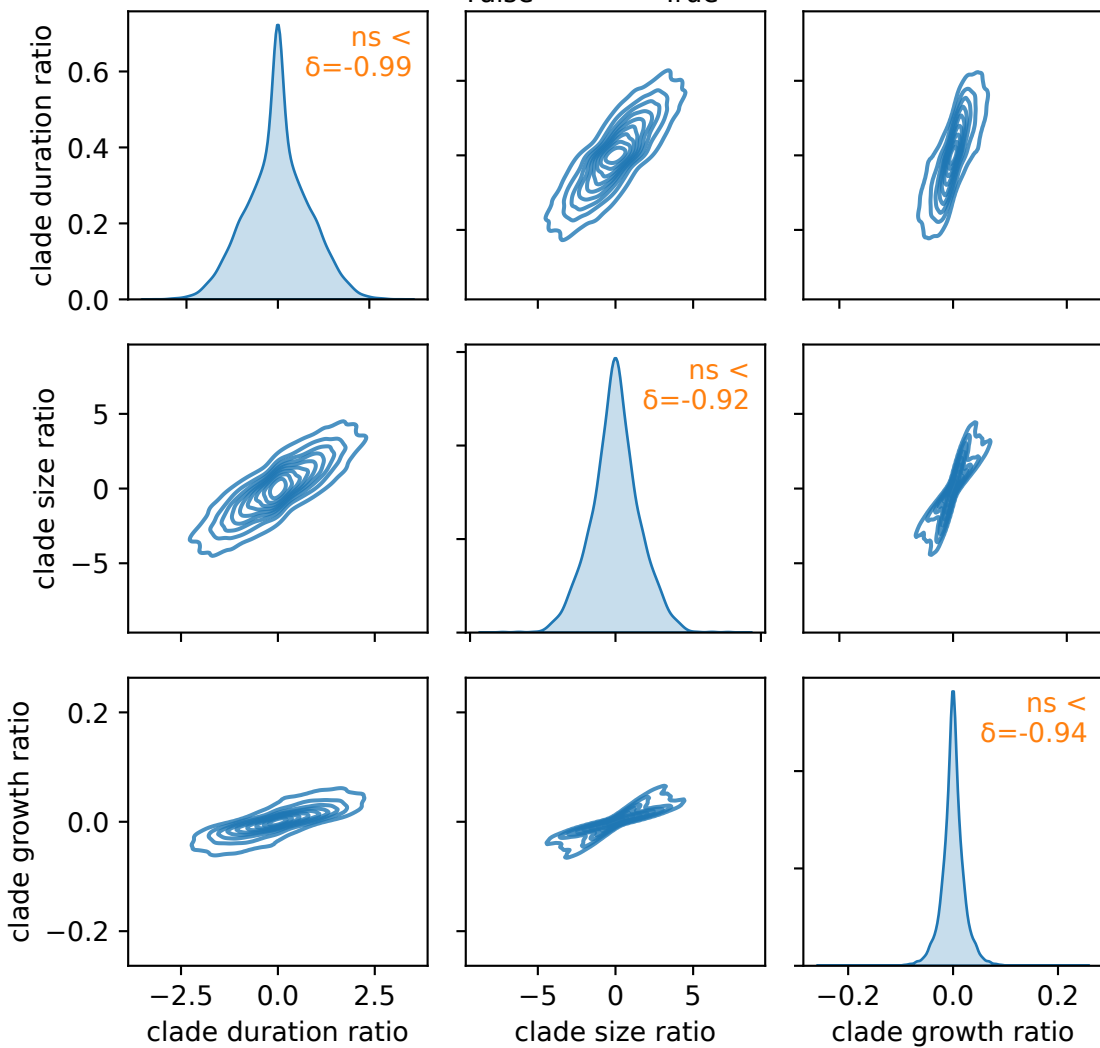 clade duration ratio
0.6
0.4
0.2
0.0
ns <
δ=-0.99
clade size ratio
5
0
−5
ns <
δ=-0.92
clade growth ratio
0.2
0.0
−0.2
ns <
δ=-0.94
−2.5 0.0 2.5
−5 0 5
−0.2 0.0 0.2
clade duration ratio
clade size ratio
clade growth ratio